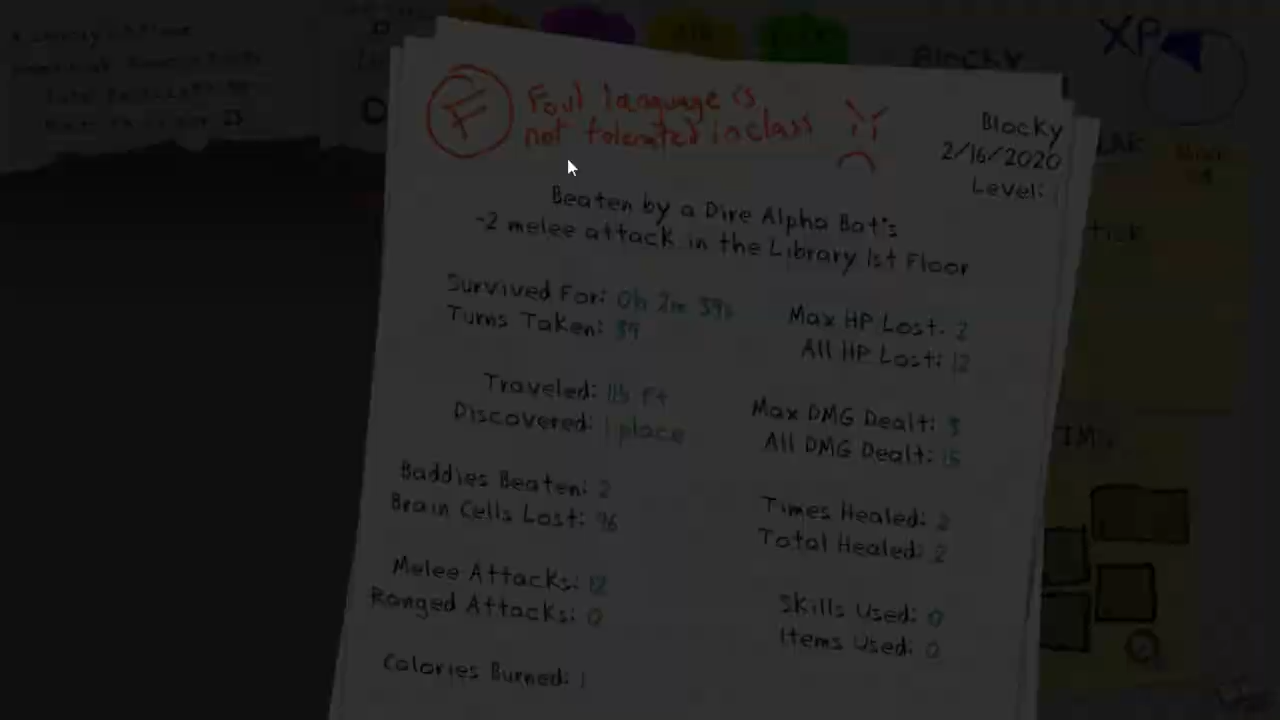 F
Foul language is
not tolerated in class
Blocky
2/16/2020
Level: 1
Beaten by a Dire Alpha Bat's
-2 melee attack in the Library 1st Floor
Survived For: 0h 2m 39s
Turns Taken: 39
Max HP Lost: 2
All HP Lost: 12
Traveled: 115 ft
Discovered: 1 place
Max DMG Dealt: 3
All DMG Dealt: 15
Baddies Beaten: 2
Brain Cells Lost: 96
Times Healed: 2
Total Healed: 2
Melee Attacks: 12
Ranged Attacks: 0
Skills Used: 0
Items Used: 0
Calories Burned: 1
Blocky
XP